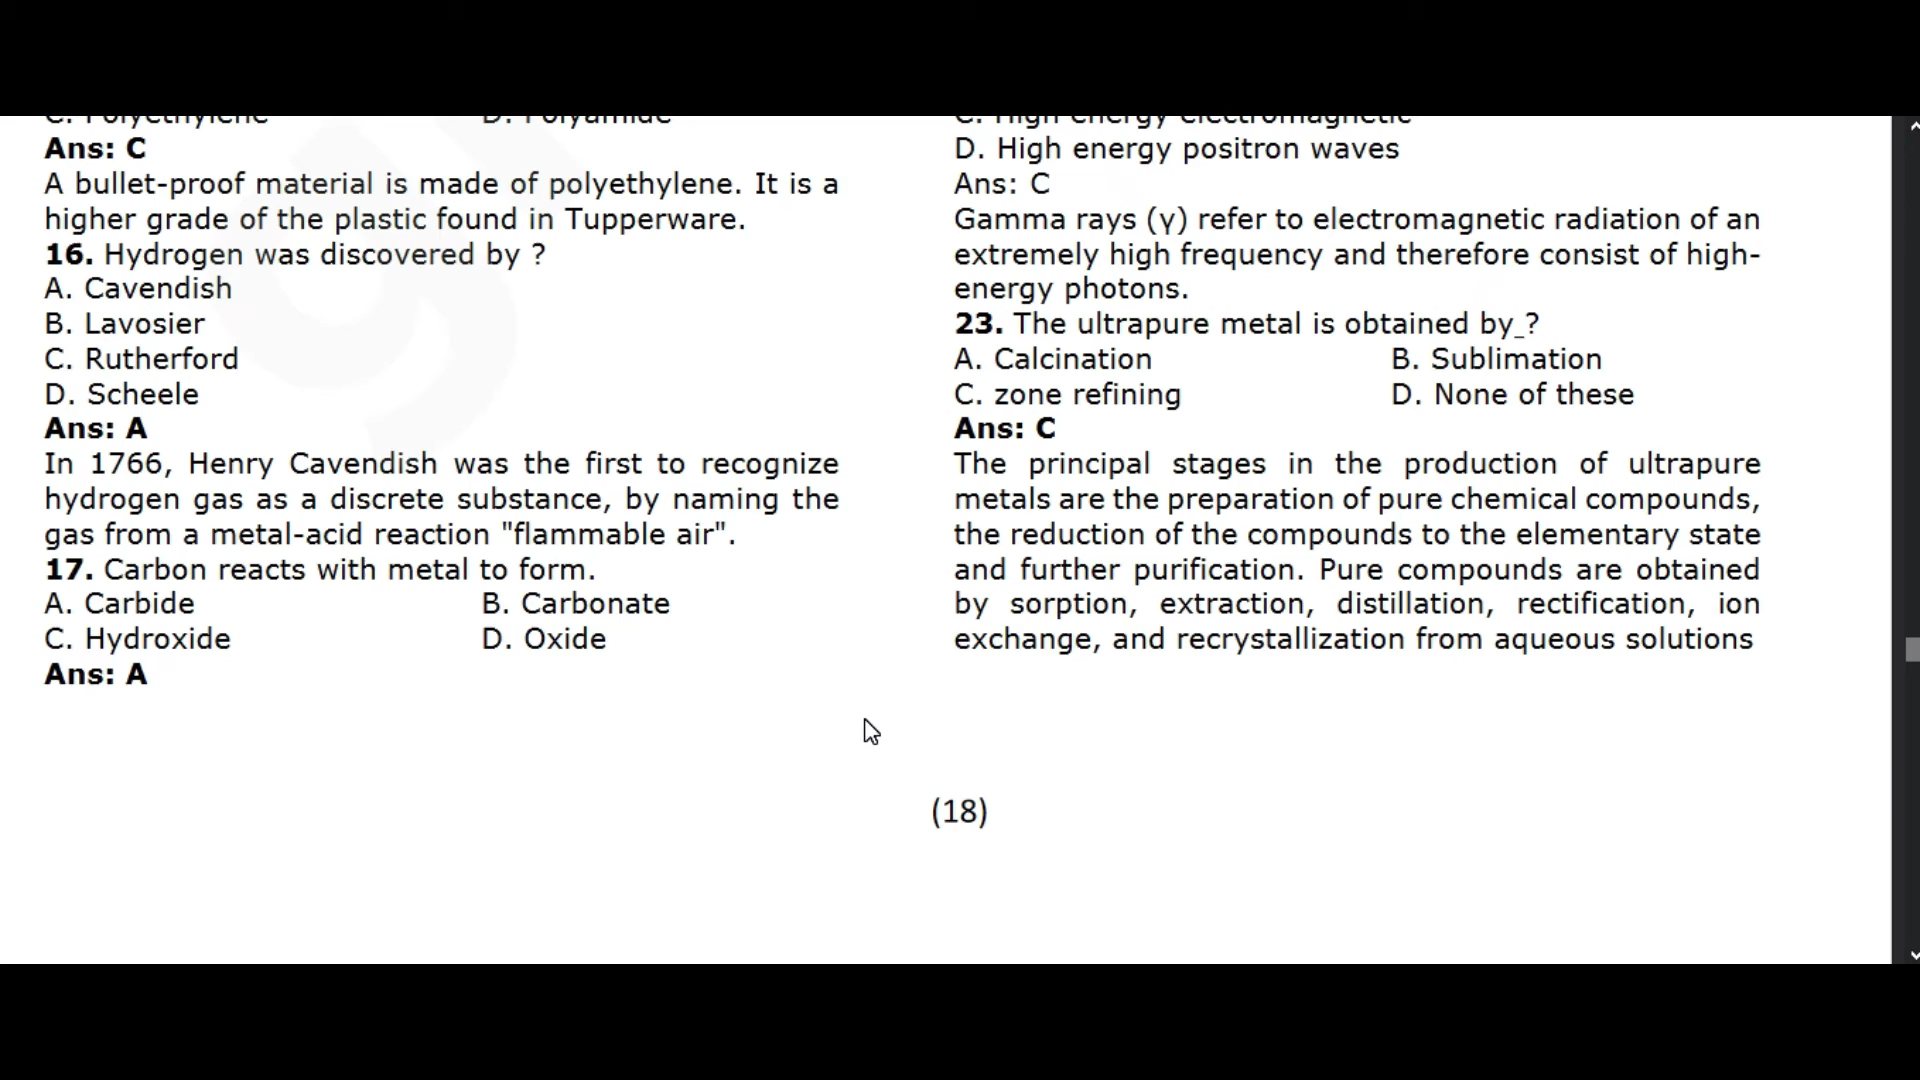 C. Polyethylene D. Polyamide
Ans: C
A bullet-proof material is made of polyethylene. It is a
higher grade of the plastic found in Tupperware.
16. Hydrogen was discovered by ?
A. Cavendish
B. Lavosier
C. Rutherford
D. Scheele
Ans: A
In 1766, Henry Cavendish was the first to recognize
hydrogen gas as a discrete substance, by naming the
gas from a metal-acid reaction "flammable air".
17. Carbon reacts with metal to form.
A. Carbide B. Carbonate
C. Hydroxide D. Oxide
Ans: A
C. High energy electromagnetic
D. High energy positron waves
Ans: C
Gamma rays (γ) refer to electromagnetic radiation of an
extremely high frequency and therefore consist of high-
energy photons.
23. The ultrapure metal is obtained by_?
A. Calcination B. Sublimation
C. zone refining D. None of these
Ans: C
The principal stages in the production of ultrapure
metals are the preparation of pure chemical compounds,
the reduction of the compounds to the elementary state
and further purification. Pure compounds are obtained
by sorption, extraction, distillation, rectification, ion
exchange, and recrystallization from aqueous solutions
(18)